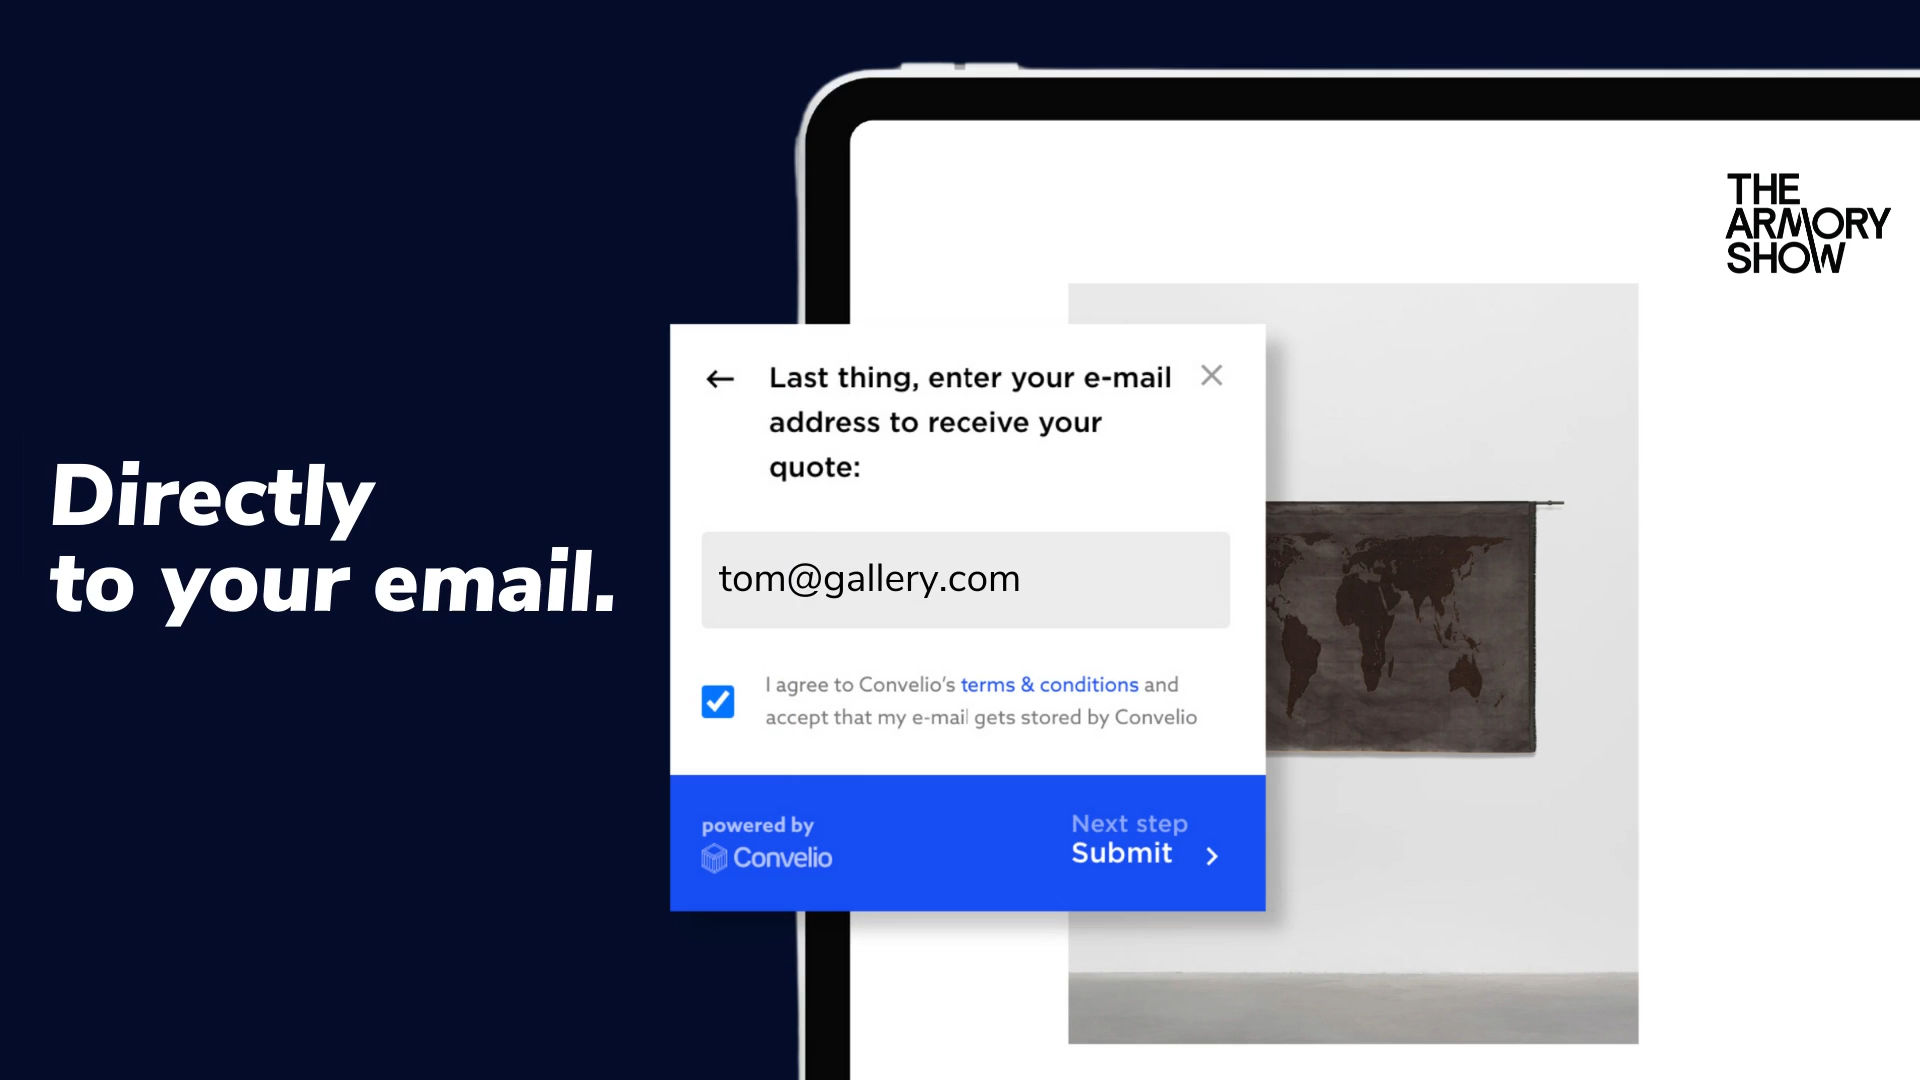 Directly
to your email.
THE
ARMORY
SHOW
Last thing, enter your e-mail
address to receive your
quote:
tom@gallery.com
I agree to Convelio's terms & conditions and
accept that my e-mail gets stored by Convelio
powered by
Convelio
Next step
Submit